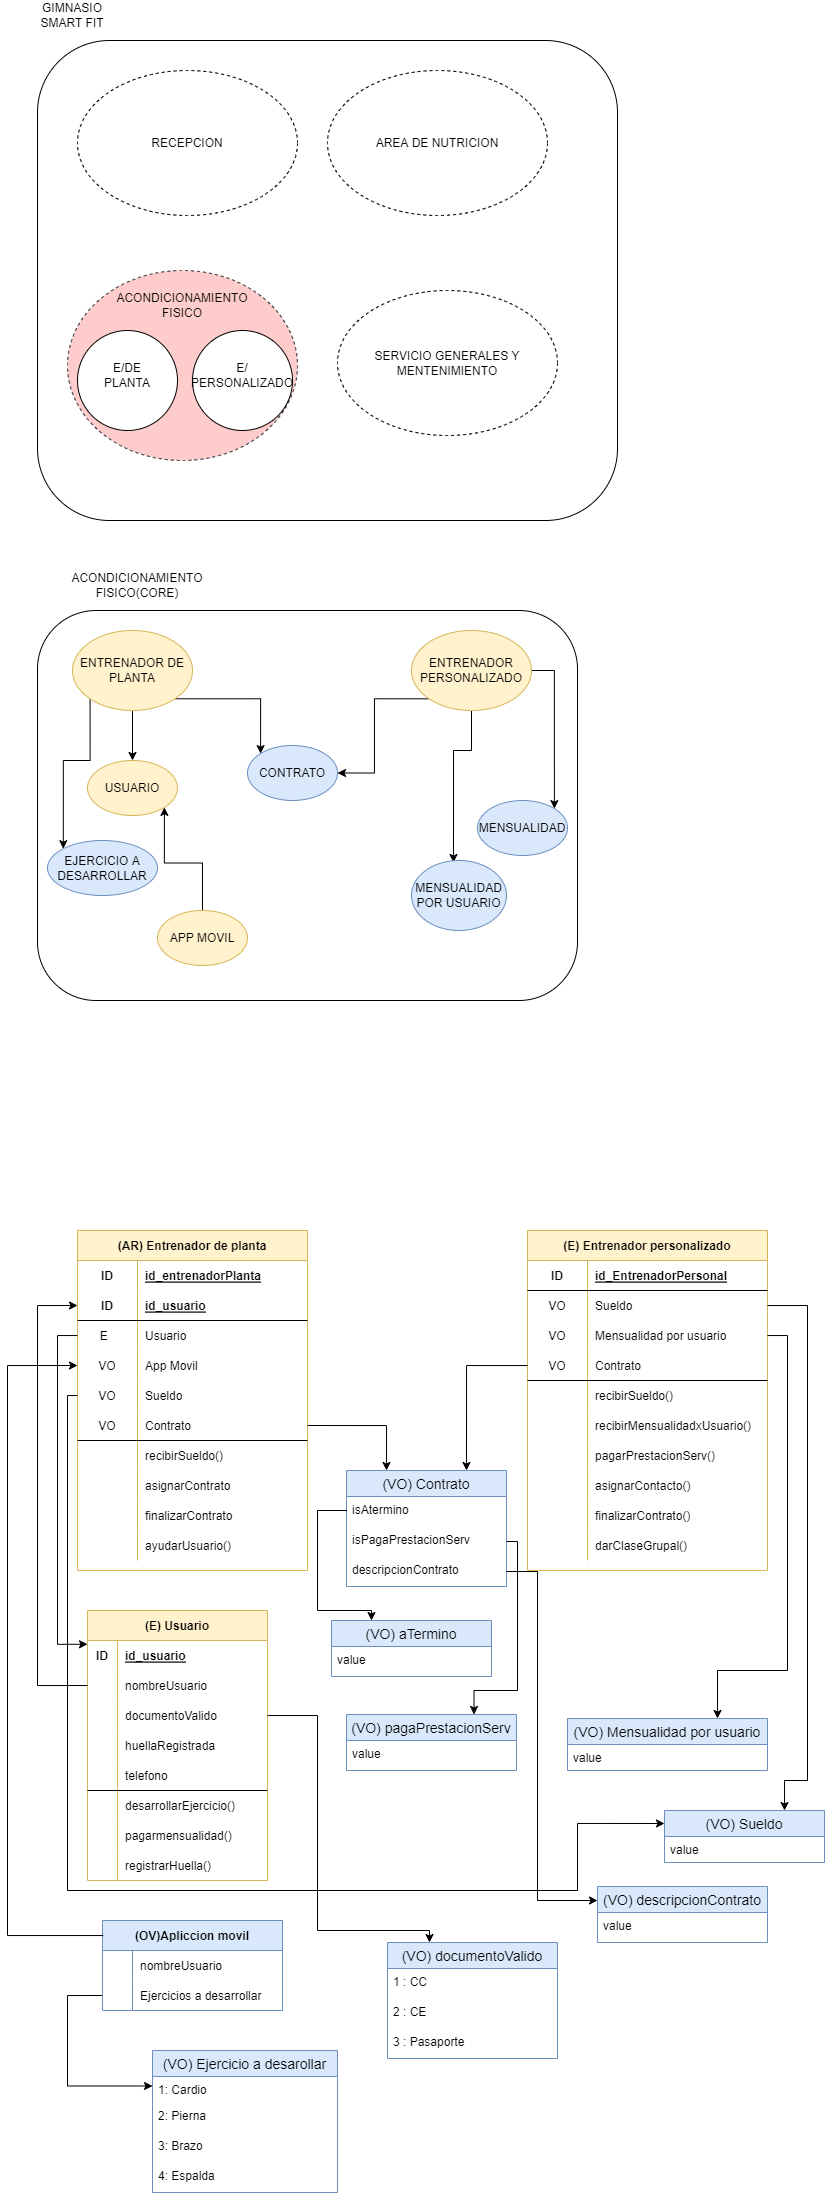 GIMNASIO
SMART FIT
RECEPCION
AREA DE NUTRICION
ACONDICIONAMIENTO
FISICO
E/DE
PLANTA
E/
PERSONALIZADO
SERVICIO GENERALES Y
MENTENIMIENTO
ACONDICIONAMIENTO
FISICO(CORE)
ENTRENADOR DE
PLANTA
ENTRENADOR
PERSONALIZADO
CONTRATO
USUARIO
MENSUALIDAD
EJERCICIO A
DESARROLLAR
MENSUALIDAD
POR USUARIO
APP MOVIL
(AR) Entrenador de planta
ID id_entrenadorPlanta
ID id_usuario
E Usuario
VO App Movil
VO Sueldo
VO Contrato
recibirSueldo()
asignarContrato
finalizarContrato
ayudarUsuario()
(E) Entrenador personalizado
ID id_EntrenadorPersonal
VO Sueldo
VO Mensualidad por usuario
VO Contrato
recibirSueldo()
recibirMensualidadxUsuario()
pagarPrestacionServ()
asignarContacto()
finalizarContrato()
darClaseGrupal()
(VO) Contrato
isAtermino
isPagaPrestacionServ
descripcionContrato
(E) Usuario
ID id_usuario
nombreUsuario
documentoValido
huellaRegistrada
telefono
desarrollarEjercicio()
pagarmensualidad()
registrarHuella()
(VO) aTermino
value
(VO) pagaPrestacionServ
value
(VO) Mensualidad por usuario
value
(VO) Sueldo
value
(VO) descripcionContrato
value
(OV)Apliccion movil
nombreUsuario
Ejercicios a desarrollar
(VO) documentoValido
1 : CC
2 : CE
3 : Pasaporte
(VO) Ejercicio a desarollar
1: Cardio
2: Pierna
3: Brazo
4: Espalda